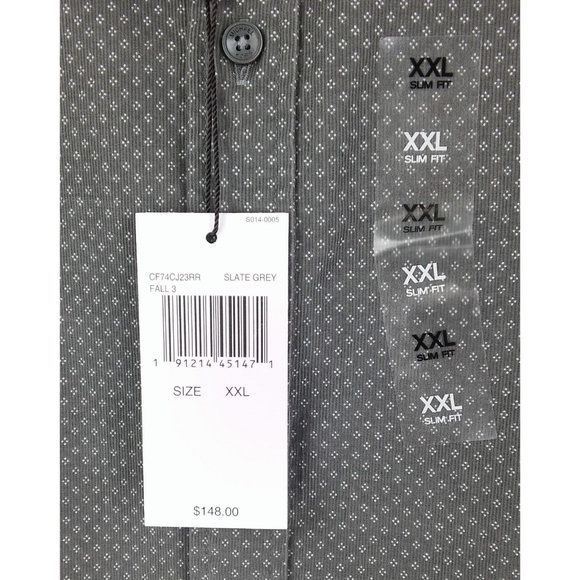 S014-0005
CF74CJ23RR SLATE GREY
FALL 3
1 91214 45147 1
SIZE XXL
$148.00
XXL
SLIM FIT
XXL
SLIM FIT
XXL
SLIM FIT
XXL
SLIM FIT
XXL
SLIM FIT
XXL
SLIM FIT